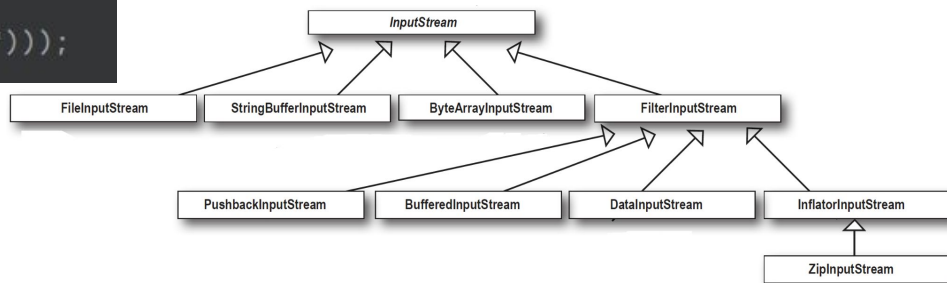 InputStream
)));
FileInputStream StringBufferInputStream ByteArrayInputStream FilterInputStream
PushbackInputStream BufferedInputStream DataInputStream InflatorInputStream
ZipInputStream